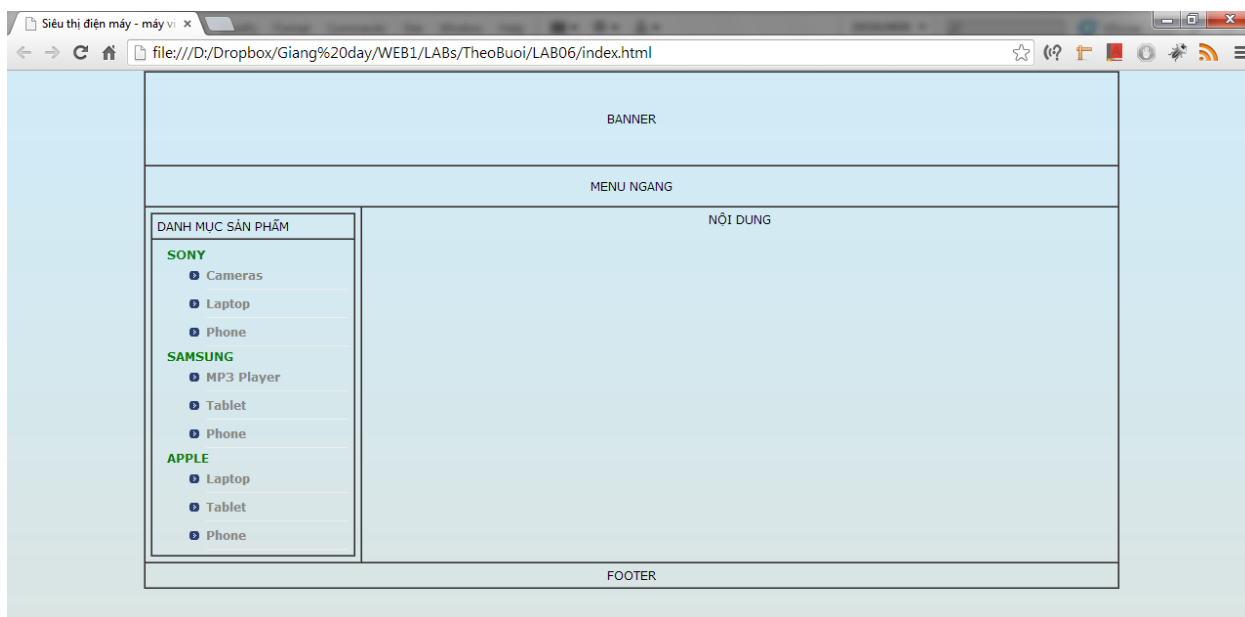 Siêu thị điện máy - máy vi
file:///D:/Dropbox/Giang%20day/WEB1/LABs/TheoBuoi/LAB06/index.html
BANNER
MENU NGANG
DANH MỤC SẢN PHẨM
NỘI DUNG
SONY
Cameras
Laptop
Phone
SAMSUNG
MP3 Player
Tablet
Phone
APPLE
Laptop
Tablet
Phone
FOOTER